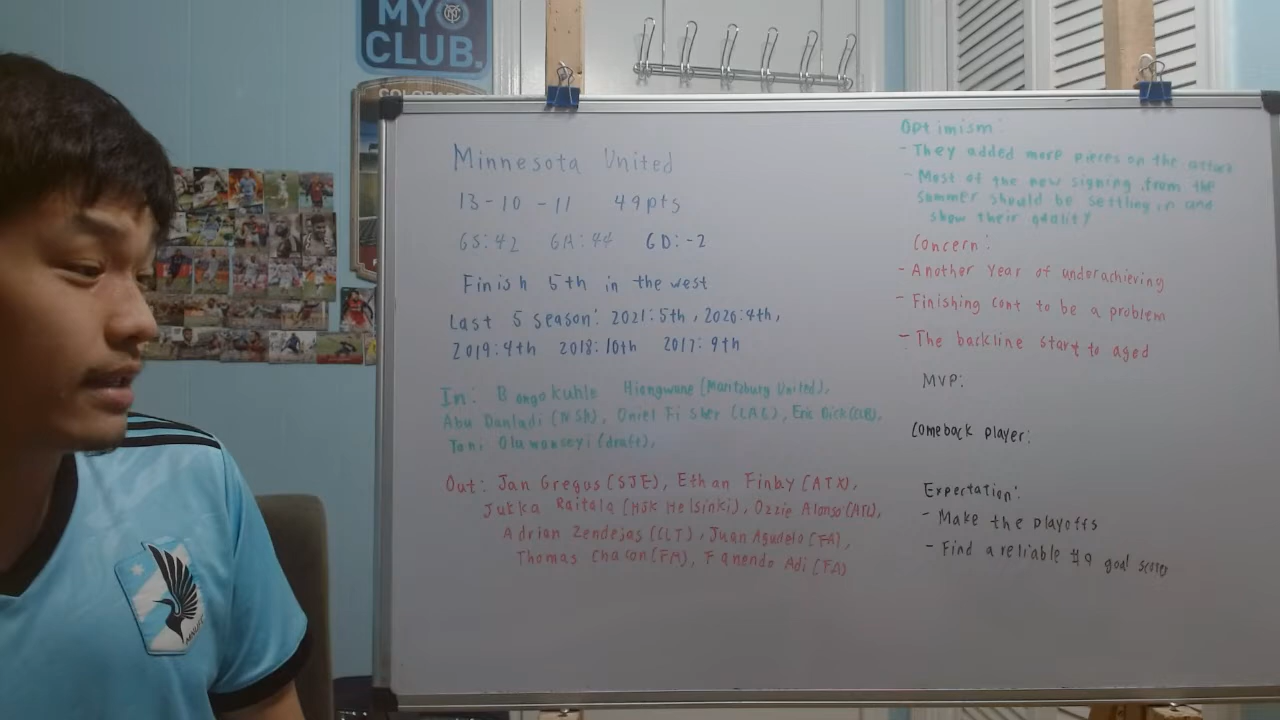 MY
CLUB.
COLORA
Minnesota United
13-10-11 49pts
GS:42 GA:44 GD:-2
Finish 5th in the west
Last 5 season: 2021:5th, 2020:4th,
2019:4th 2018:10th 2017:9th
In: Bongokuhle Hlongwane (Maritzburg United),
Abu Danladi (NSH), Oniel Fisher (LAG), Eric Dick (CLB),
Tani Oluwaseyi (draft),
Out: Jan Gregus (SJE), Ethan Finlay (ATX),
Jukka Raitala (HJK Helsinki), Ozzie Alonso (ATL),
Adrian Zendejas (CLT), Juan Agudelo (FA),
Thomas Chacon (FA), Fanendo Adi (FA)
Optimism:
- They added more pieces on the attack
- Most of the new signing from the
summer should be settling in and
show their quality
Concern:
- Another year of underachieving
- Finishing cont to be a problem
- The backline start to aged
MVP:
Comeback player:
Expectation:
- Make the playoffs
- Find a reliable #9 goal scorer
MNUFC